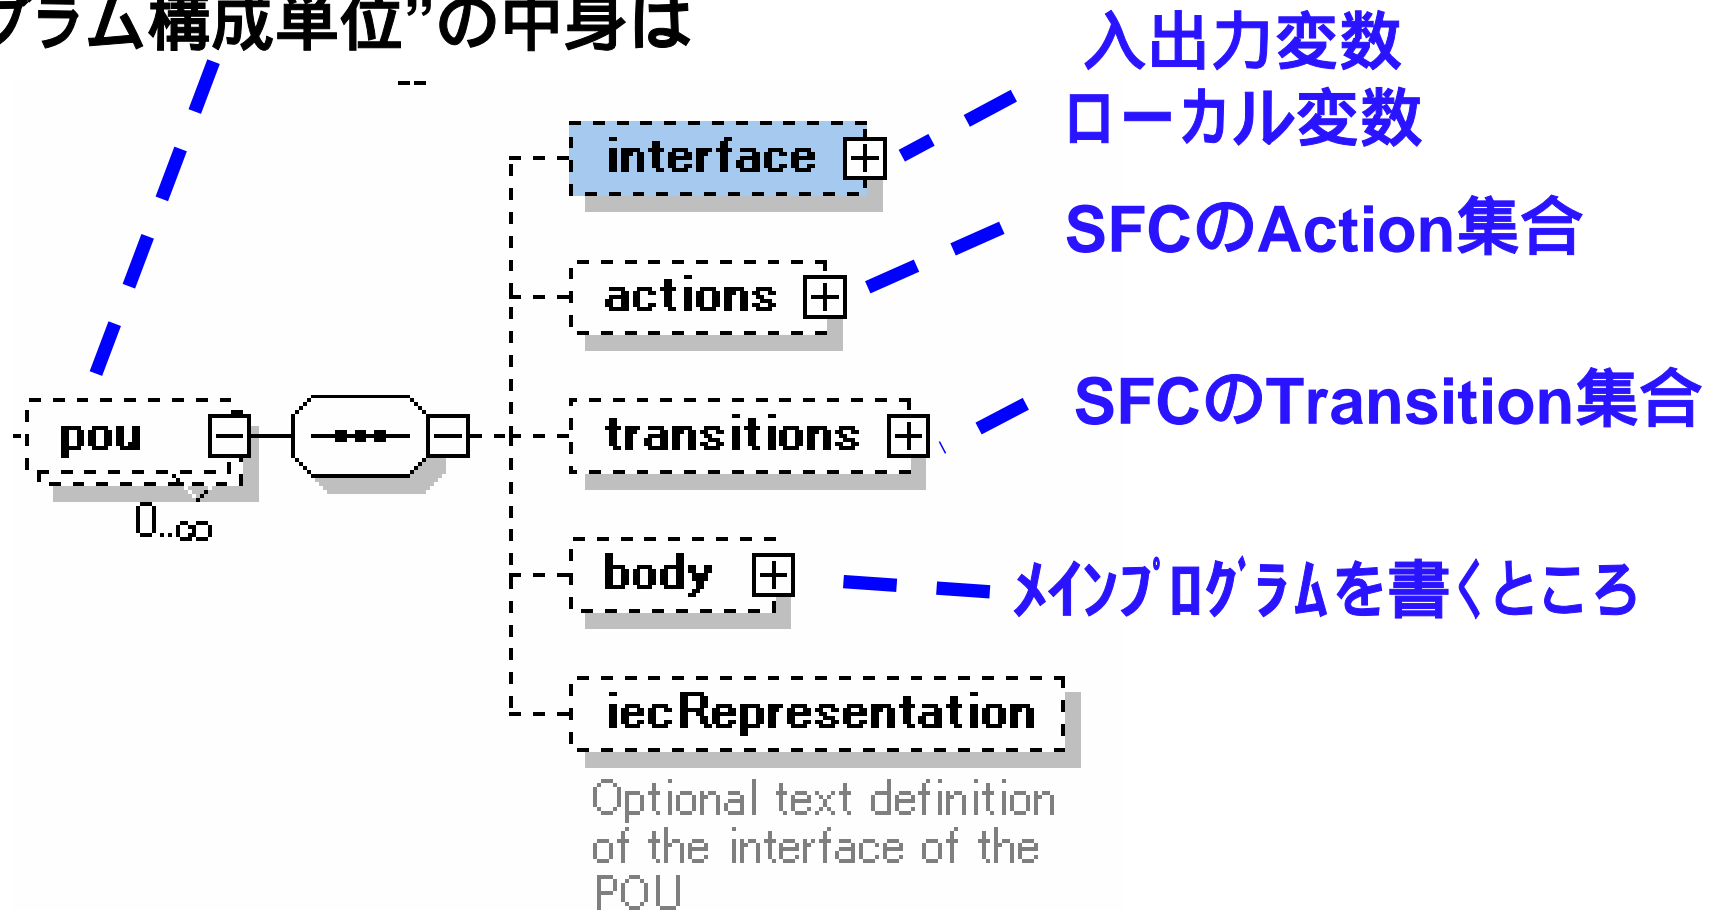 グラム構成単位”の中身は
入出力変数
ローカル変数
interface
SFCのAction集合
actions
SFCのTransition集合
pou
transitions
0..∞
body
ﾒｲﾝﾌﾟﾛｸﾞﾗﾑを書くところ
iecRepresentation
Optional text definition
of the interface of the
POU